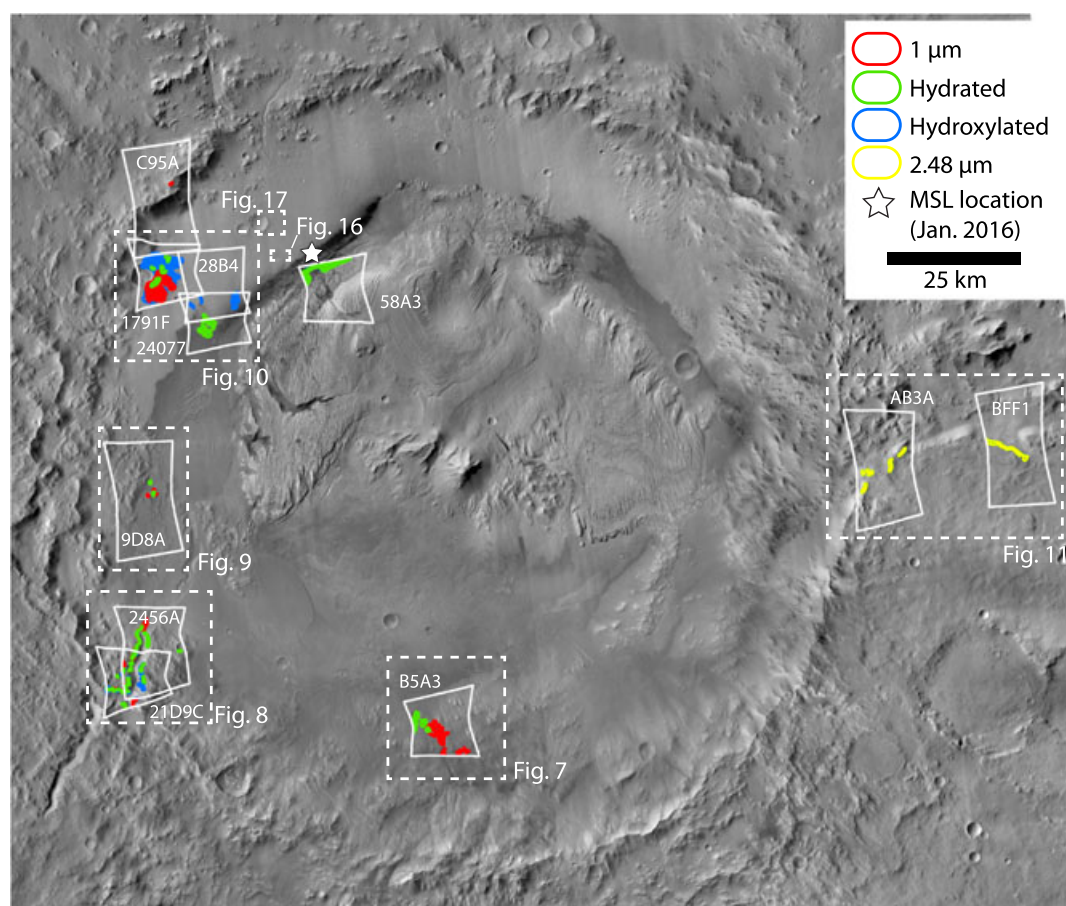 1 µm
Hydrated
Hydroxylated
2.48 µm
MSL location
(Jan. 2016)
25 km
C95A
Fig. 17
Fig. 16
28B4
58A3
1791F
24077
Fig. 10
AB3A
BFF1
9D8A
Fig. 9
Fig. 11
2456A
21D9C
Fig. 8
B5A3
Fig. 7